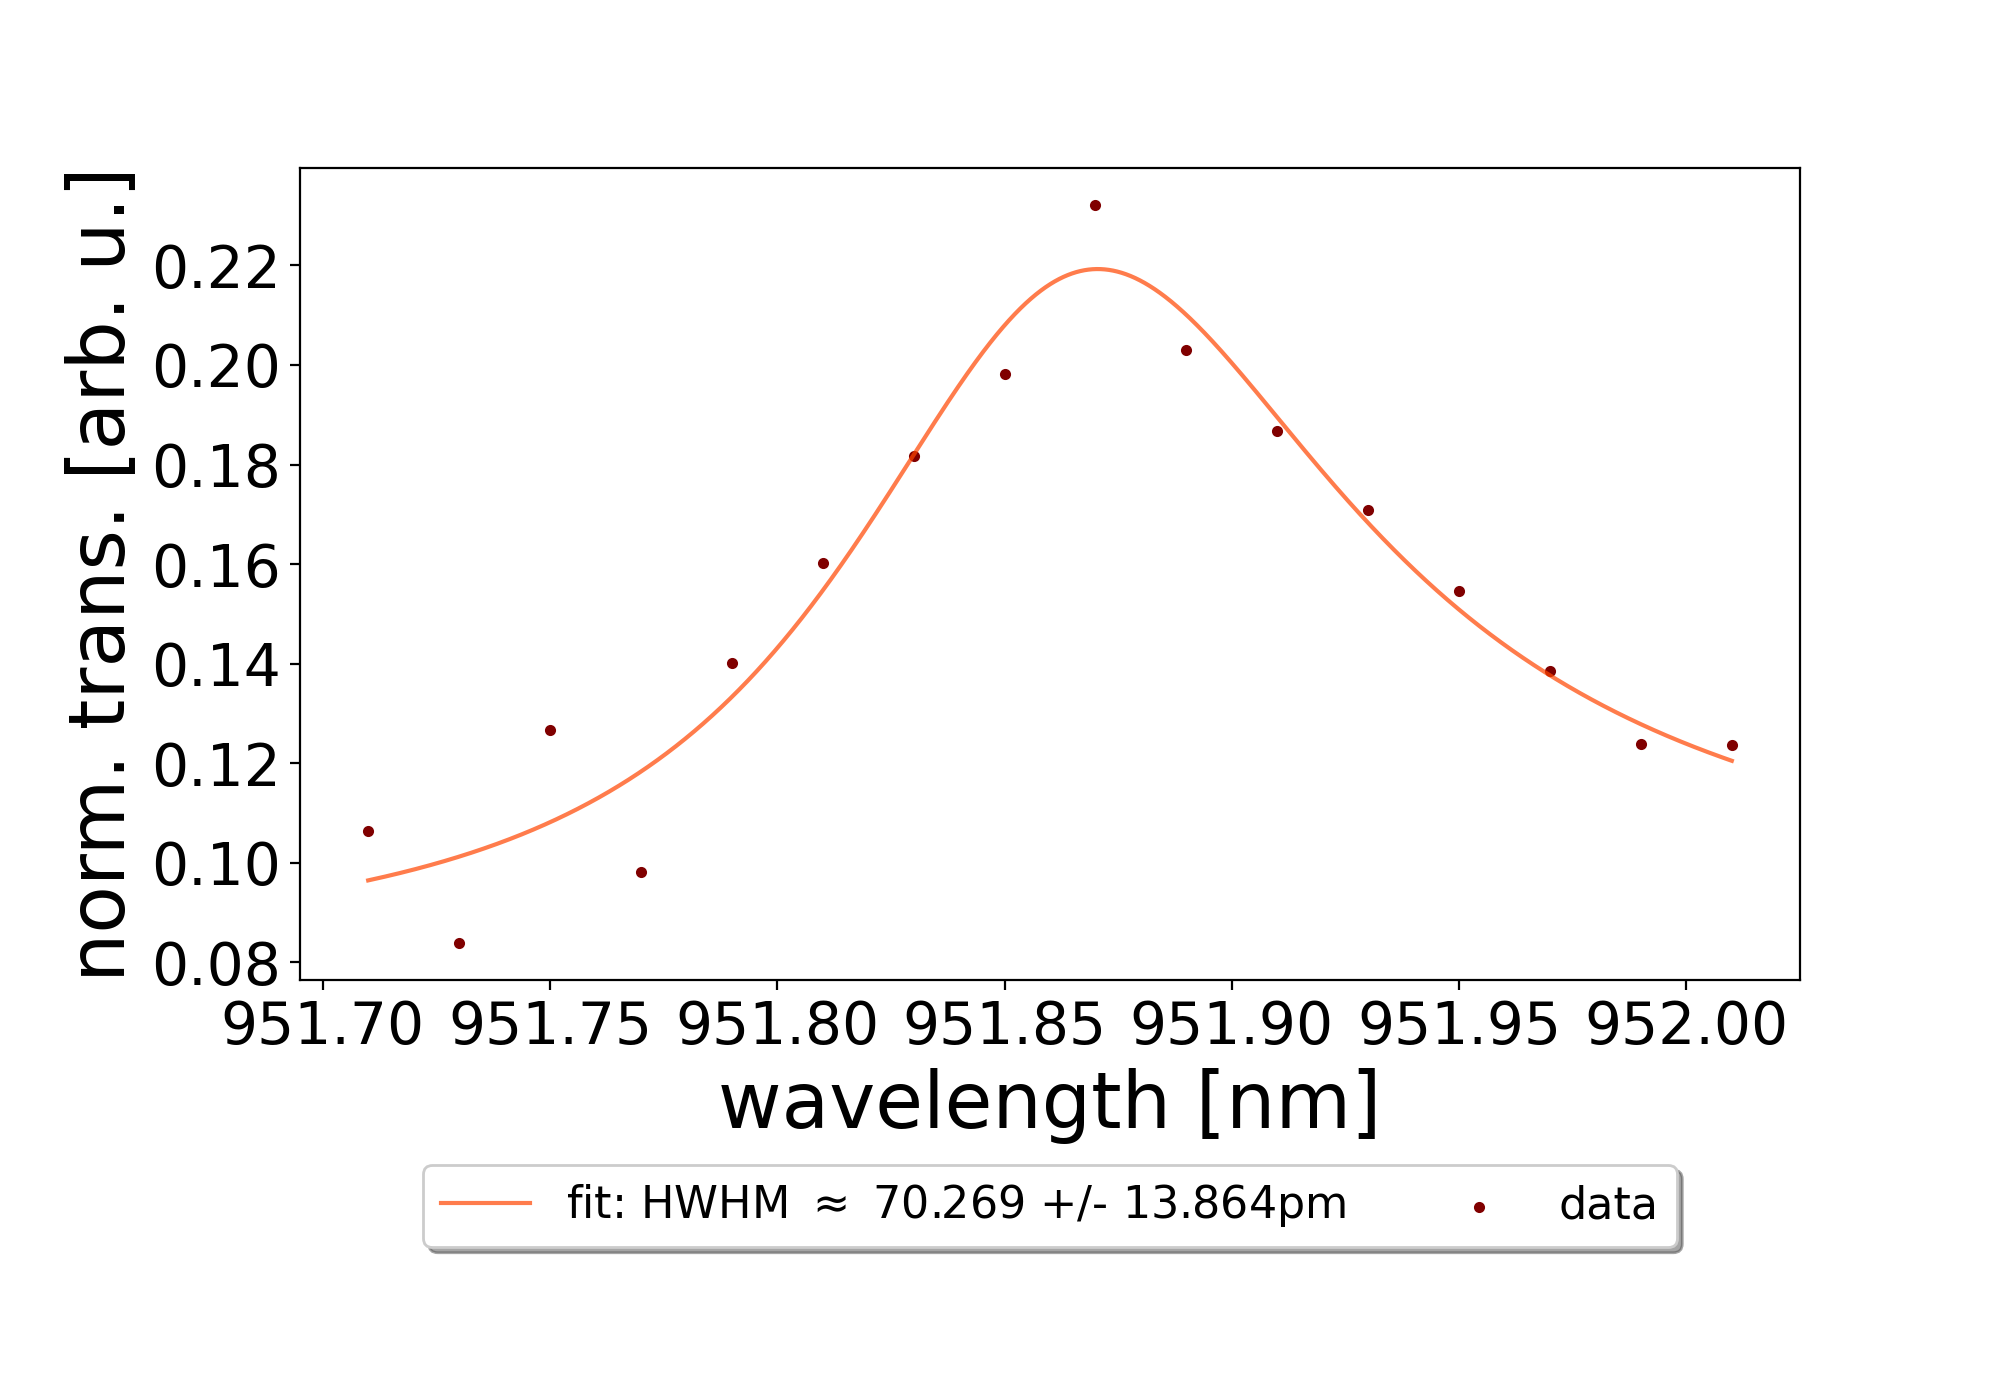 norm. trans. [arb. u.]
0.22
0.20
0.18
0.16
0.14
0.12
0.10
0.08
951.70 951.75 951.80 951.85 951.90 951.95 952.00
wavelength [nm]
fit: HWHM ≈ 70.269 +/- 13.864pm data